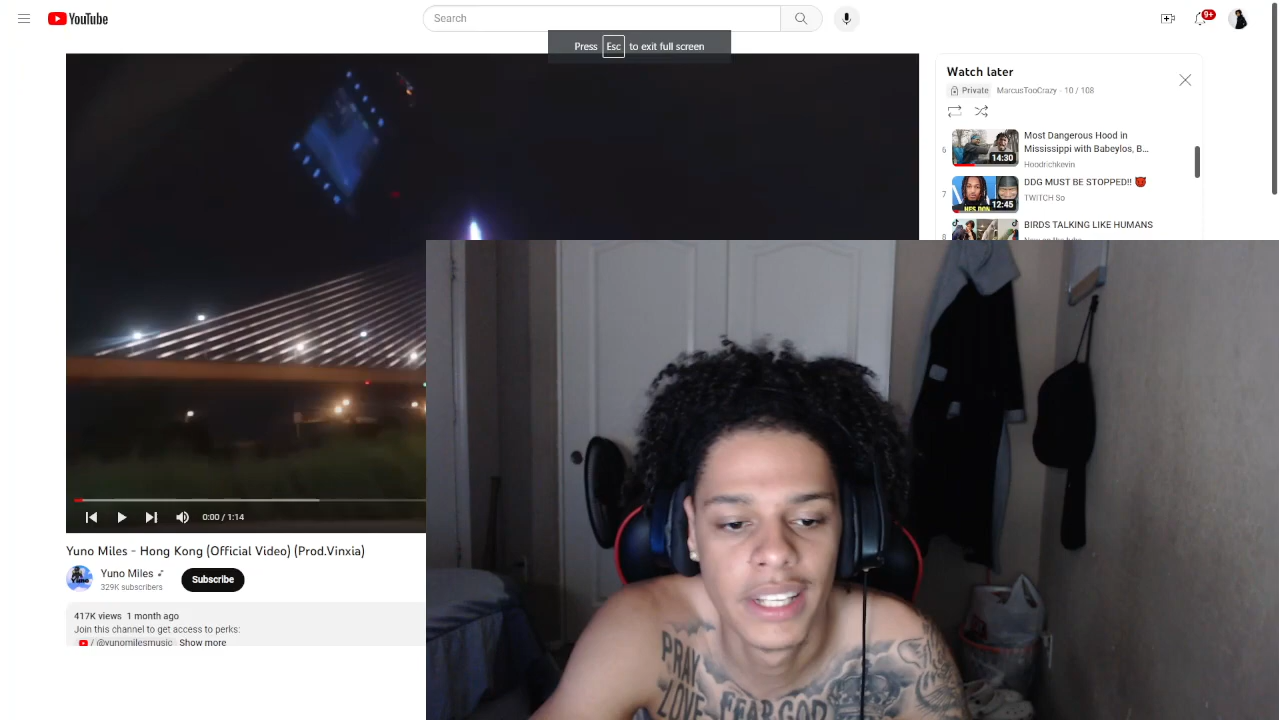 YouTube
Search
9+
Press Esc to exit full screen
Watch later
Private
MarcusTooCrazy - 10 / 108
6
14:30
Most Dangerous Hood in
Mississippi with Babeylos, B...
Hoodrichkevin
7
12:45
DDG MUST BE STOPPED!! 😈
TWITCH So
BIRDS TALKING LIKE HUMANS
0:00 / 1:14
Yuno Miles - Hong Kong (Official Video) (Prod.Vinxia)
Yuno Miles
329K subscribers
Subscribe
417K views 1 month ago
Join this channel to get access to perks:
/ @yunomilesmusic Show more
PRAY
LOVE
FEAR GOD